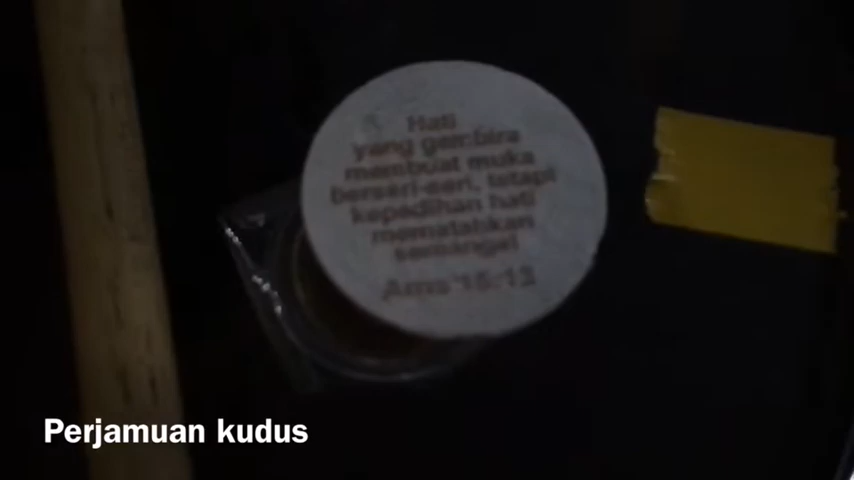 Hati
yang gembira
membuat muka
berseri-seri, tetapi
kepedihan hati
mematahkan
semangat
Ams 15:13
Perjamuan kudus